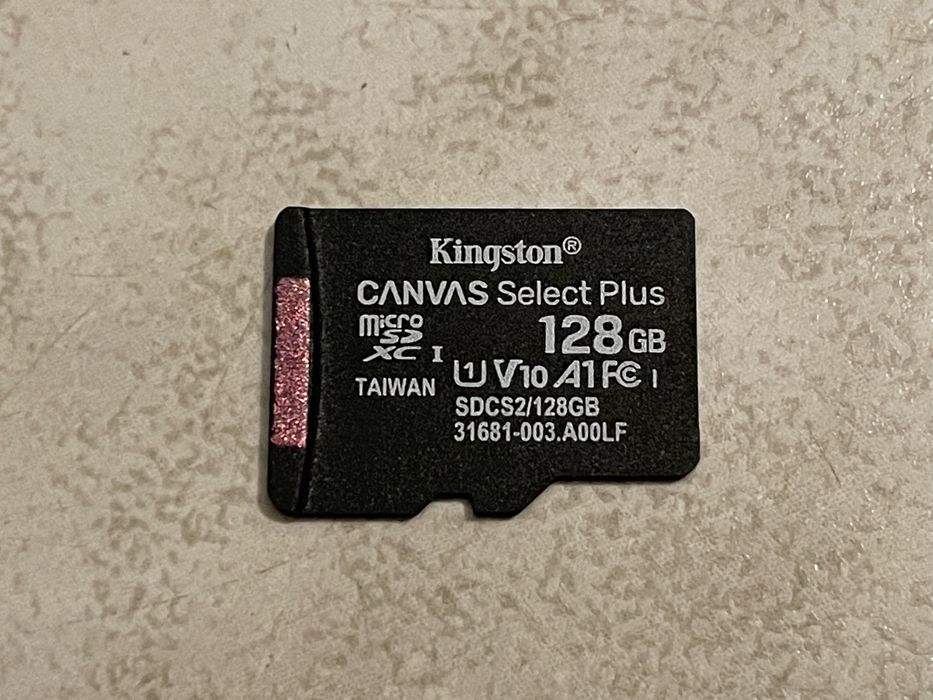 Kingston®
CANVAS Select Plus
micro SD XC I
128GB
TAIWAN
U1 V10 A1 FC I
SDCS2/128GB
31681-003.A00LF